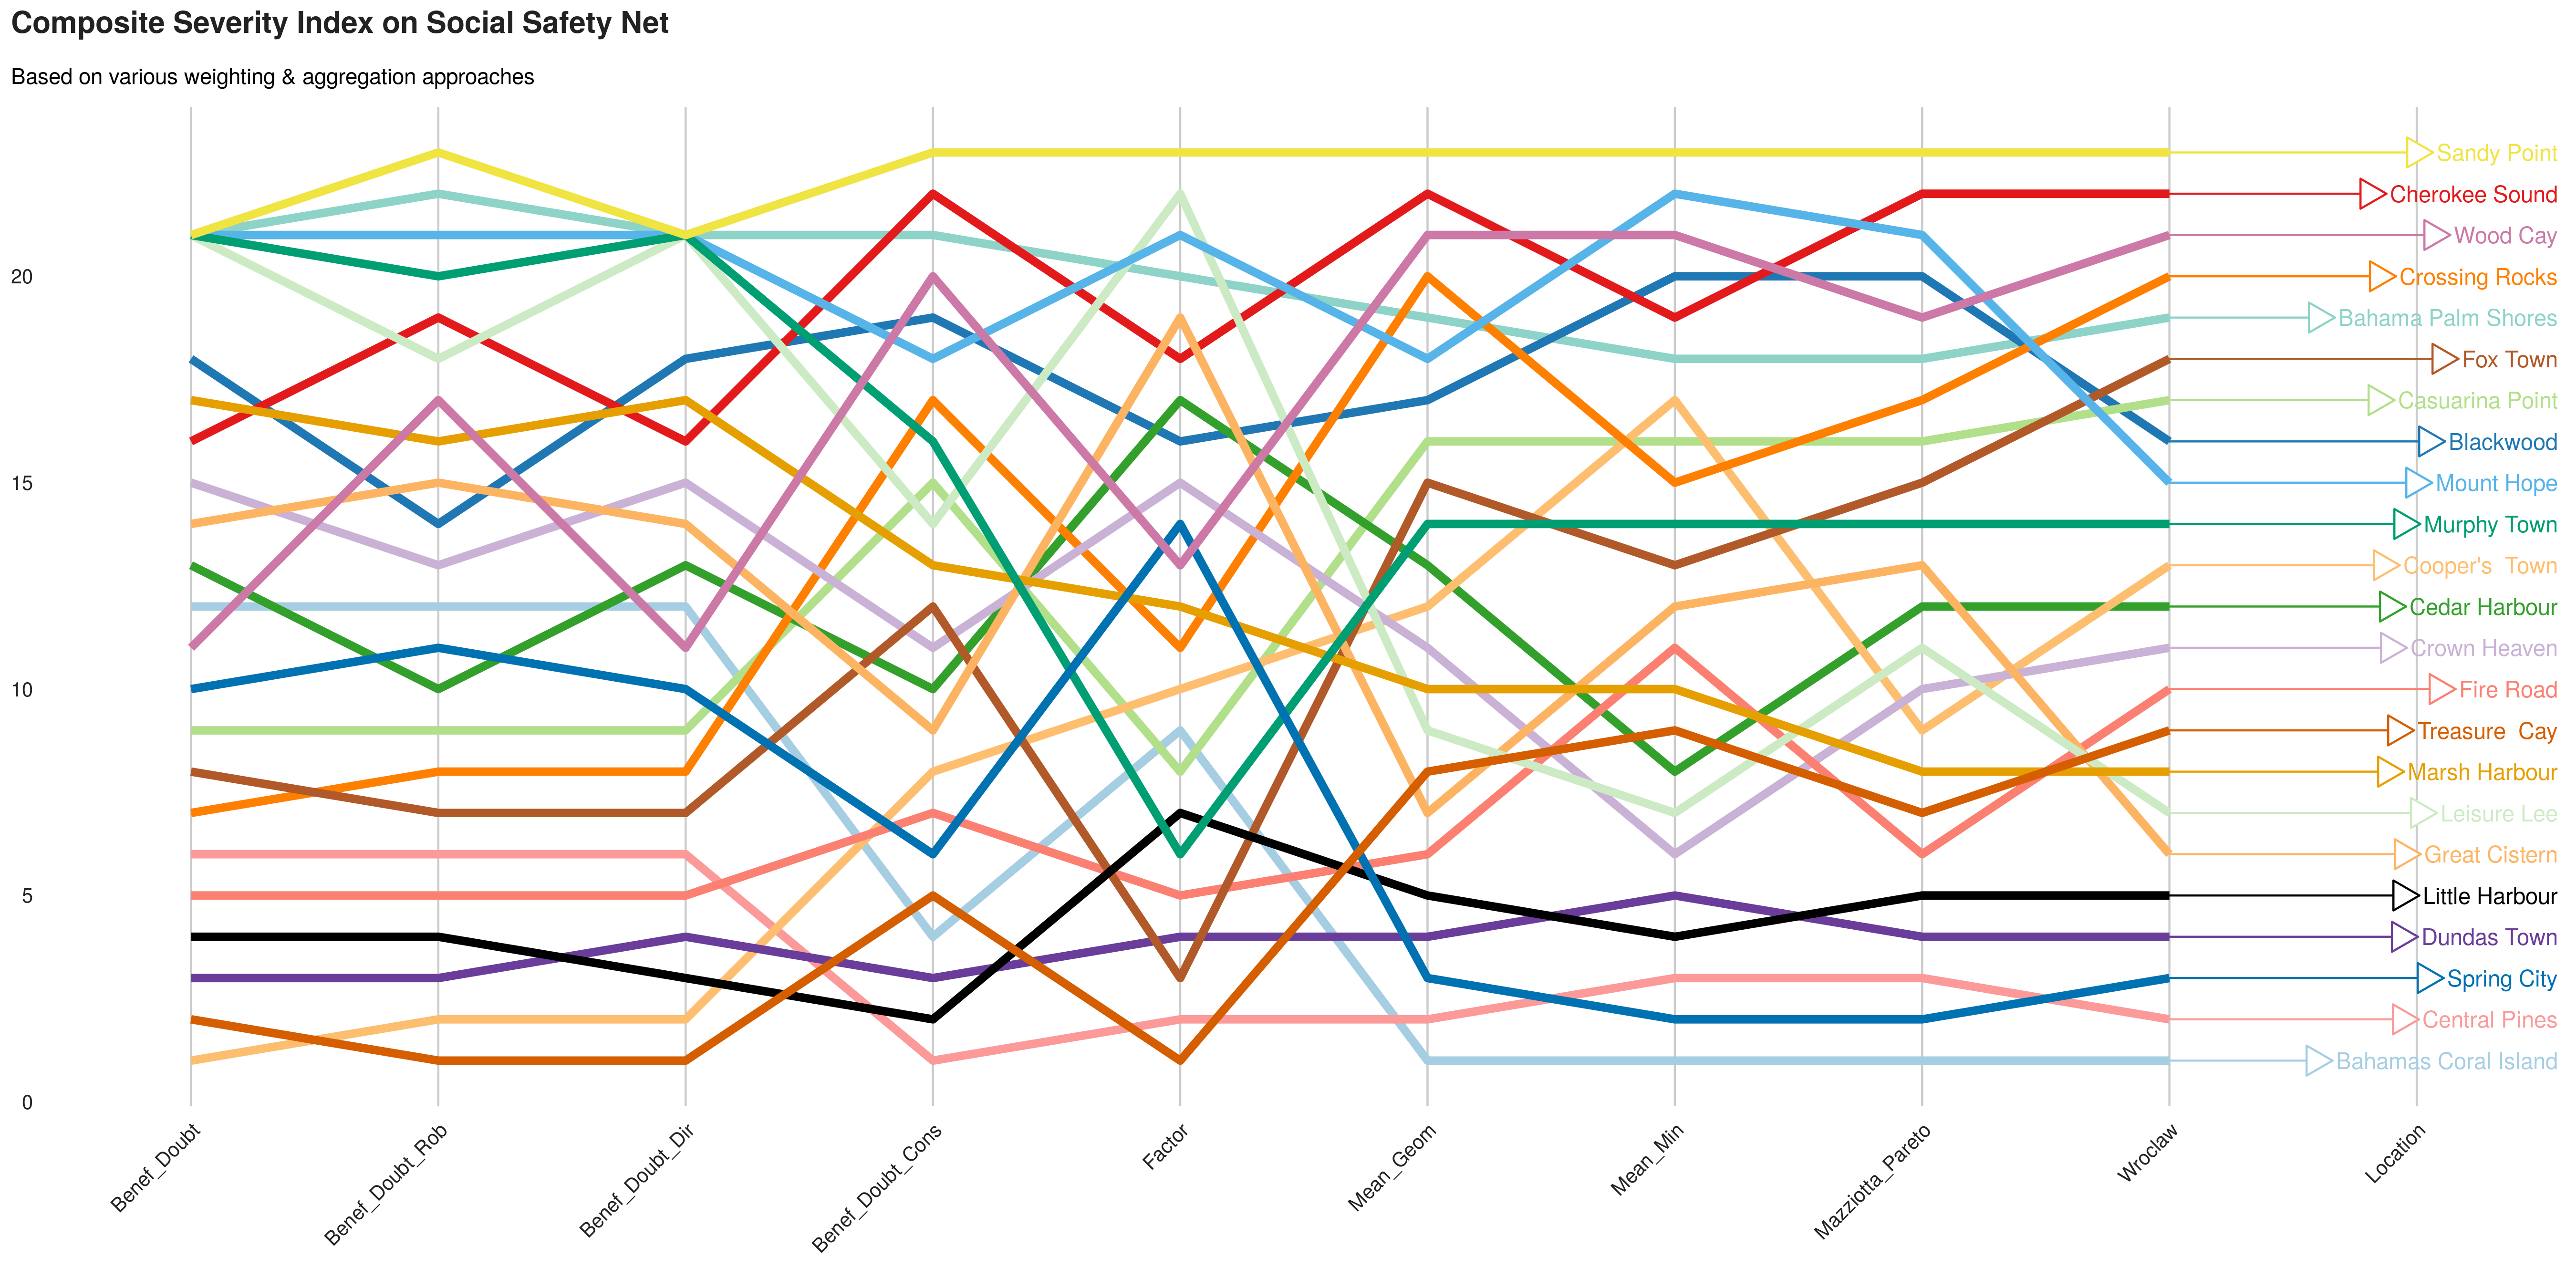 Composite Severity Index on Social Safety Net
Based on various weighting & aggregation approaches
Sandy Point
Cherokee Sound
Wood Cay
20
Crossing Rocks
Bahama Palm Shores
Fox Town
Casuarina Point
Blackwood
15
Mount Hope
Murphy Town
Cooper's  Town
Cedar Harbour
Crown Heaven
10
Fire Road
Treasure  Cay
Marsh Harbour
Leisure Lee
Great Cistern
5
Little Harbour
Dundas Town
Spring City
Central Pines
Bahamas Coral Island
0
Benef_Doubt
Benef_Doubt_Rob
Benef_Doubt_Dir
Benef_Doubt_Cons
Factor
Mean_Geom
Mean_Min
Mazziotta_Pareto
Wroclaw
Location